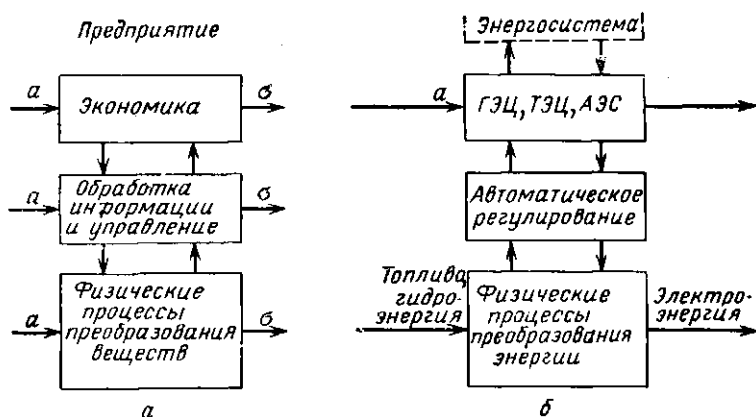 Предприятие
а
Экономика
б
а
Обработка
информации
и управление
б
а
Физические
процессы
преобразования
веществ
б
а
Энергосистема
а
ГЭЦ, ТЭЦ, АЭС
Автоматическое
регулирование
Топлива,
гидро-
энергия
Физические
процессы
преобразования
энергии
Электро-
энергия
б